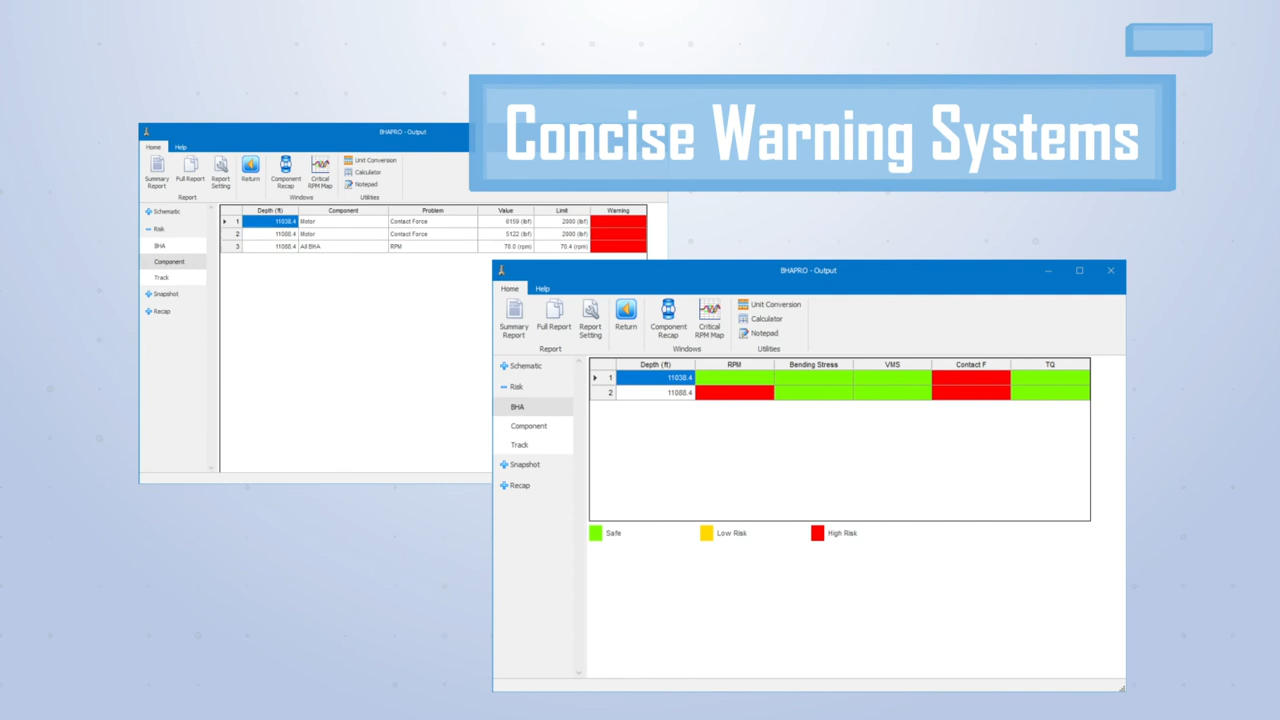 Concise Warning Systems
BHAPRO - Output
Home Help
Summary Report
Full Report
Report Setting
Return
Component Recap
Critical RPM Map
Unit Conversion
Calculator
Notepad
Report Windows Utilities
Schematic
Risk
BHA
Component
Track
Snapshot
Recap
Depth (ft) Component Problem Value Limit Warning
1 11038.4 Motor Contact Force 6159 (lbf) 2000 (lbf)
2 11088.4 Motor Contact Force 5122 (lbf) 2000 (lbf)
3 11088.4 All BHA RPM 70.0 (rpm) 70.4 (rpm)
BHAPRO - Output
Home Help
Summary Report
Full Report
Report Setting
Return
Component Recap
Critical RPM Map
Unit Conversion
Calculator
Notepad
Report Windows Utilities
Schematic
Risk
BHA
Component
Track
Snapshot
Recap
Depth (ft) RPM Bending Stress VMS Contact F TQ
1 11038.4
2 11088.4
Safe Low Risk High Risk